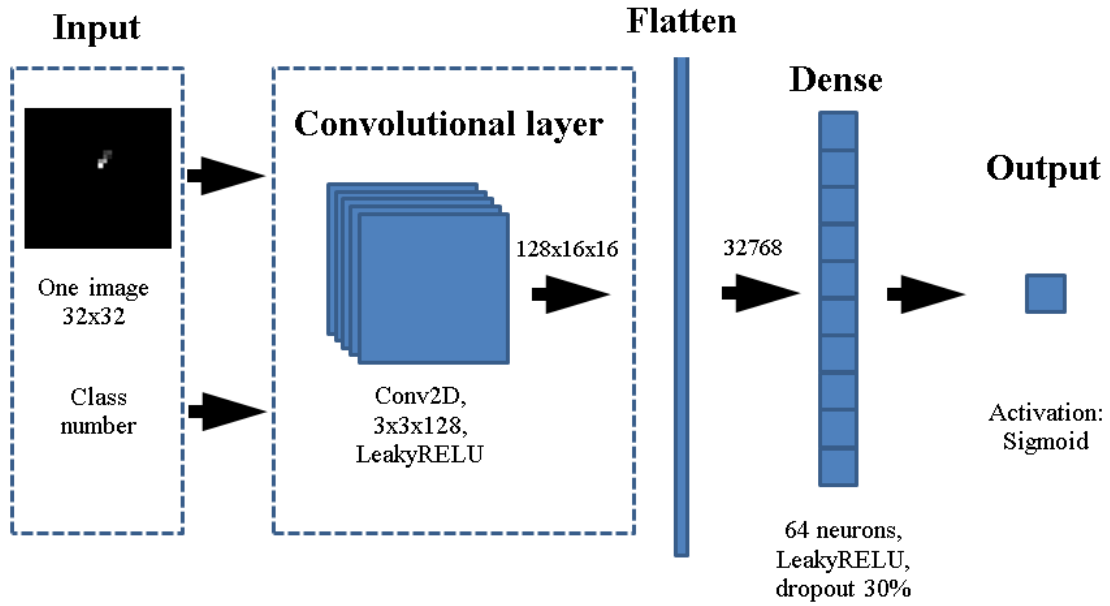 Input
One image
32x32
Class
number
Convolutional layer
Conv2D,
3x3x128,
LeakyRELU
128x16x16
Flatten
32768
Dense
64 neurons,
LeakyRELU,
dropout 30%
Output
Activation:
Sigmoid